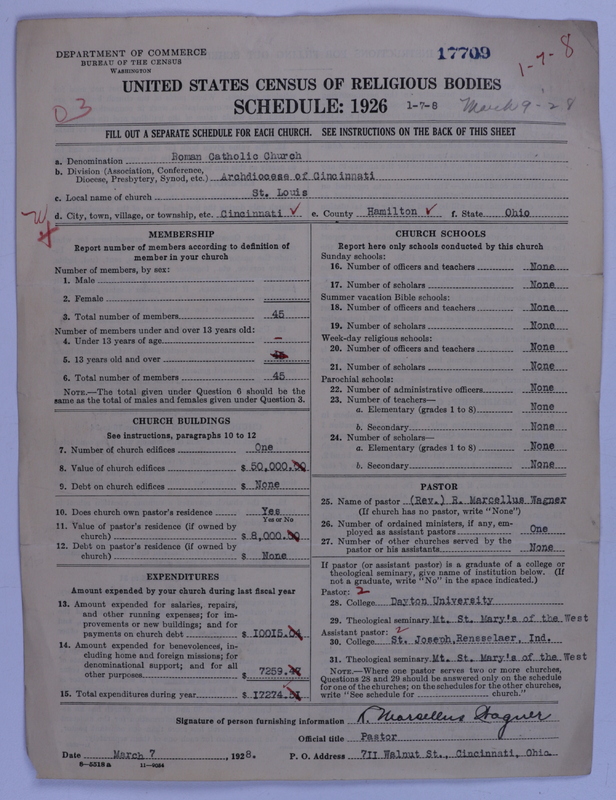 DEPARTMENT OF COMMERCE
BUREAU OF THE CENSUS
WASHINGTON
17709
1-7-8
UNITED STATES CENSUS OF RELIGIOUS BODIES
SCHEDULE: 1926 1-7-8 March 9-28
D3
FILL OUT A SEPARATE SCHEDULE FOR EACH CHURCH. SEE INSTRUCTIONS ON THE BACK OF THIS SHEET
a. Denomination Roman Catholic Church
b. Division (Association, Conference,
Diocese, Presbytery, Synod, etc.) Archdiocese of Cincinnati
c. Local name of church St. Louis
d. City, town, village, or township, etc. Cincinnati ✓ e. County Hamilton ✓ f. State Ohio
MEMBERSHIP
Report number of members according to definition of
member in your church
Number of members, by sex:
1. Male
2. Female
3. Total number of members 45
Number of members under and over 13 years old:
4. Under 13 years of age –
5. 13 years old and over
6. Total number of members 45
NOTE.—The total given under Question 6 should be the
same as the total of males and females given under Question 3.
CHURCH BUILDINGS
See instructions, paragraphs 10 to 12
7. Number of church edifices One
8. Value of church edifices $ 50,000.00
9. Debt on church edifices $ None
10. Does church own pastor's residence Yes
Yes or No
11. Value of pastor's residence (if owned by
church) $ 8,000.00
12. Debt on pastor's residence (if owned by
church) $ None
EXPENDITURES
Amount expended by your church during last fiscal year
13. Amount expended for salaries, repairs,
and other running expenses; for im-
provements or new buildings; and for
payments on church debt $ 10015.
14. Amount expended for benevolences, in-
cluding home and foreign missions; for
denominational support; and for all
other purposes $ 7259.
15. Total expenditures during year $ 17274.
CHURCH SCHOOLS
Report here only schools conducted by this church
Sunday schools:
16. Number of officers and teachers None
17. Number of scholars None
Summer vacation Bible schools:
18. Number of officers and teachers None
19. Number of scholars None
Week-day religious schools:
20. Number of officers and teachers None
21. Number of scholars None
Parochial schools:
22. Number of administrative officers None
23. Number of teachers—
a. Elementary (grades 1 to 8) None
b. Secondary None
24. Number of scholars—
a. Elementary (grades 1 to 8) None
b. Secondary None
PASTOR
25. Name of pastor (Rev.) R. Marcellus Wagner
(If church has no pastor, write "None")
26. Number of ordained ministers, if any, em-
ployed as assistant pastors One
27. Number of other churches served by the
pastor or his assistants None
If pastor (or assistant pastor) is a graduate of a college or
theological seminary, give name of institution below. (If
not a graduate, write "No" in the space indicated.)
Pastor: 2
28. College Dayton University
29. Theological seminary Mt. St. Mary's of the West
Assistant pastor: 2
30. College St. Joseph, Rensselaer, Ind.
31. Theological seminary Mt. St. Mary's of the West
NOTE.—Where one pastor serves two or more churches,
Questions 28 and 29 should be answered only on the schedule
for one of the churches; on the schedules for the other churches,
write "See schedule for church."
Signature of person furnishing information R. Marcellus Wagner
Official title Pastor
Date March 7, 1928. P. O. Address 711 Walnut St., Cincinnati, Ohio.
8-5318a 11-9084